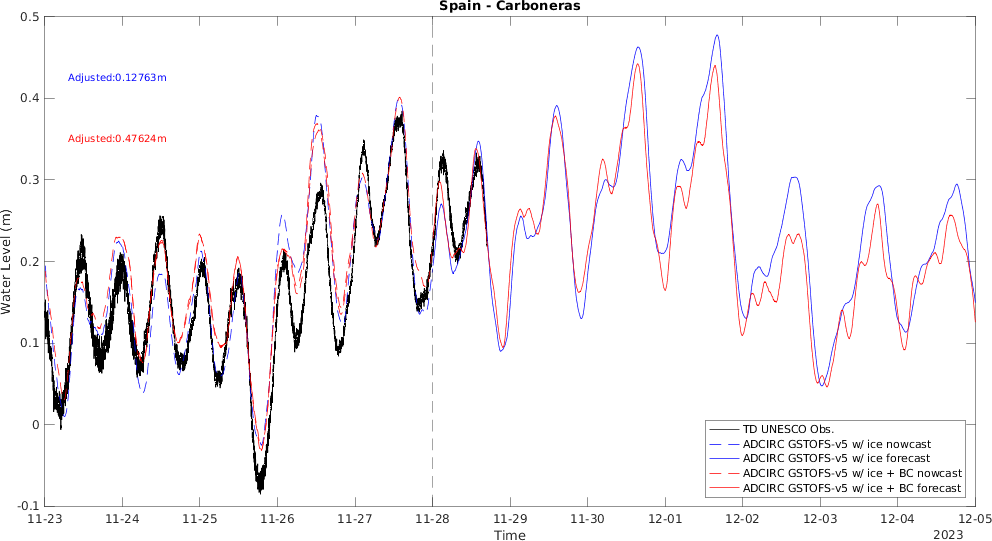 Spain - Carboneras
Water Level (m)
0.5
0.4
0.3
0.2
0.1
0
-0.1
Adjusted:0.12763m
Adjusted:0.47624m
TD UNESCO Obs.
ADCIRC GSTOFS-v5 w/ ice nowcast
ADCIRC GSTOFS-v5 w/ ice forecast
ADCIRC GSTOFS-v5 w/ ice + BC nowcast
ADCIRC GSTOFS-v5 w/ ice + BC forecast
11-23 11-24 11-25 11-26 11-27 11-28 11-29 11-30 12-01 12-02 12-03 12-04 12-05
Time
2023